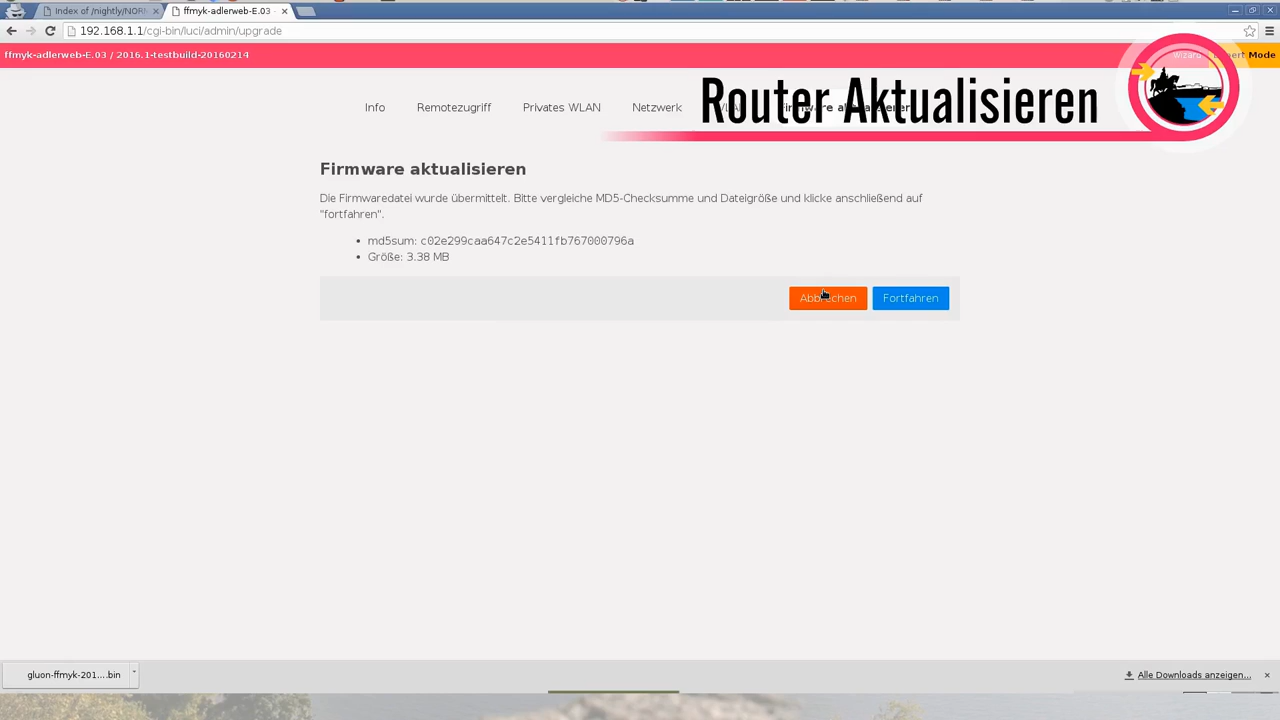 Index of /nightly/NOR
ffmyk-adlerweb-E.03 -
192.168.1.1/cgi-bin/luci/admin/upgrade
ffmyk-adlerweb-E.03 / 2016.1-testbuild-20160214
wizard Mode
Router Aktualisieren
Info Remotezugriff Privates WLAN Netzwerk
Firmware aktualisieren
Die Firmwaredatei wurde übermittelt. Bitte vergleiche MD5-Checksumme und Dateigröße und klicke anschließend auf
"fortfahren".
• md5sum: c02e299caa647c2e5411fb767000796a
• Größe: 3.38 MB
Abbrechen Fortfahren
gluon-ffmyk-201....bin
Alle Downloads anzeigen...